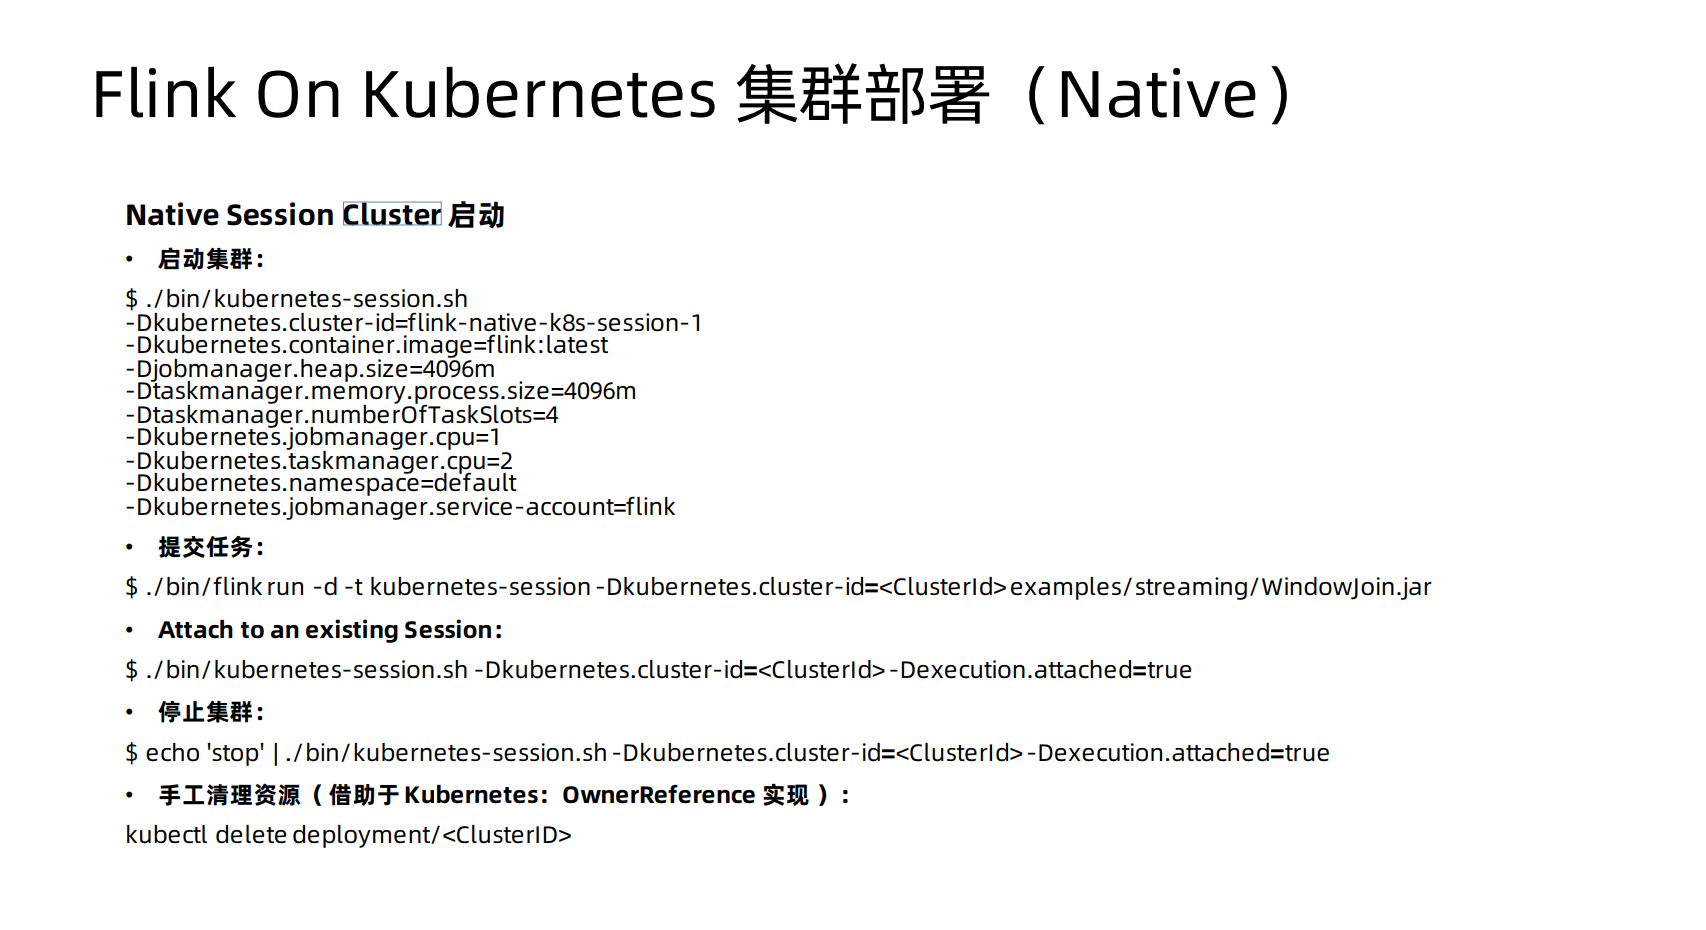 Flink On Kubernetes 集群部署（Native）
Native Session Cluster 启动
• 启动集群：
$ ./bin/kubernetes-session.sh
-Dkubernetes.cluster-id=flink-native-k8s-session-1
-Dkubernetes.container.image=flink:latest
-Djobmanager.heap.size=4096m
-Dtaskmanager.memory.process.size=4096m
-Dtaskmanager.numberOfTaskSlots=4
-Dkubernetes.jobmanager.cpu=1
-Dkubernetes.taskmanager.cpu=2
-Dkubernetes.namespace=default
-Dkubernetes.jobmanager.service-account=flink
• 提交任务：
$ ./bin/flink run -d -t kubernetes-session -Dkubernetes.cluster-id=<ClusterId> examples/streaming/WindowJoin.jar
• Attach to an existing Session：
$ ./bin/kubernetes-session.sh -Dkubernetes.cluster-id=<ClusterId> -Dexecution.attached=true
• 停止集群：
$ echo 'stop' | ./bin/kubernetes-session.sh -Dkubernetes.cluster-id=<ClusterId> -Dexecution.attached=true
• 手工清理资源（借助于 Kubernetes：OwnerReference 实现）：
kubectl delete deployment/<ClusterID>